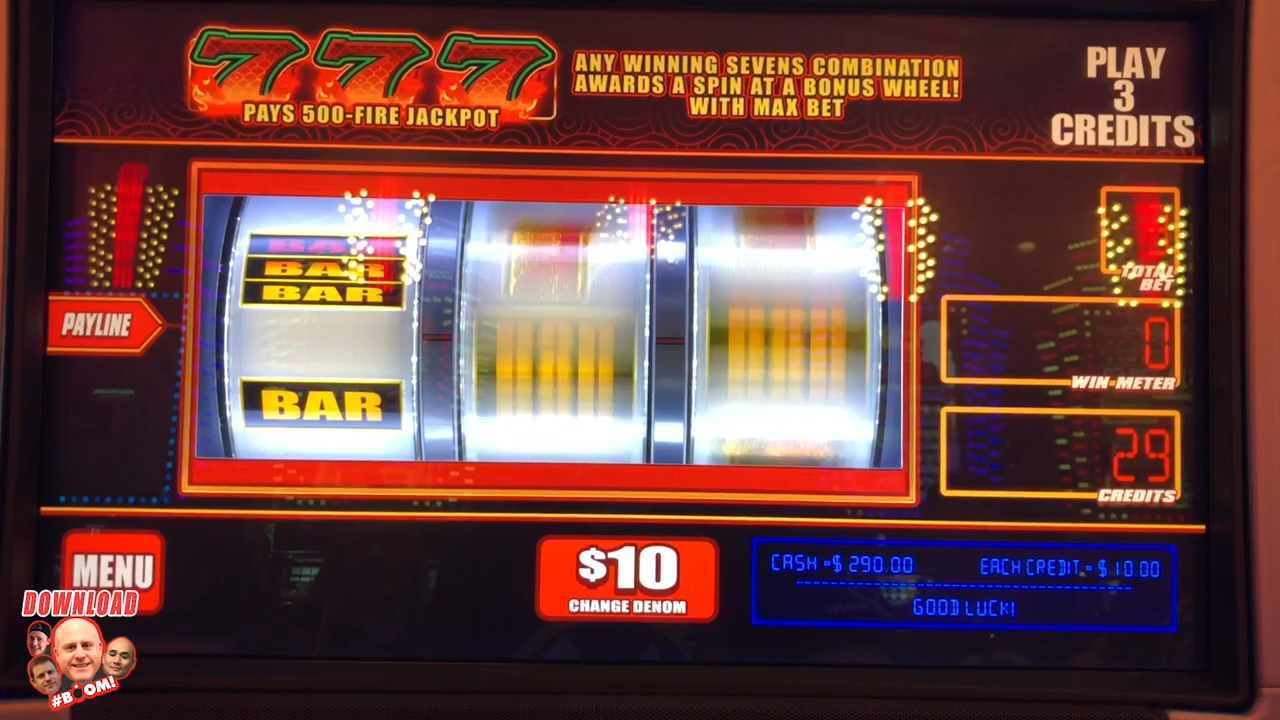 777
PAYS 500-FIRE JACKPOT
ANY WINNING SEVENS COMBINATION
AWARDS A SPIN AT A BONUS WHEEL!
WITH MAX BET
PLAY
3
CREDITS
BAR
BAR
BAR
PAYLINE
BAR
TOTAL
BET
0
WIN-METER
29
CREDITS
MENU
$10
CHANGE DENOM
CASH =$ 290.00 EACH CREDIT = $ 10.00
GOOD LUCK!
DOWNLOAD
#BOOM!